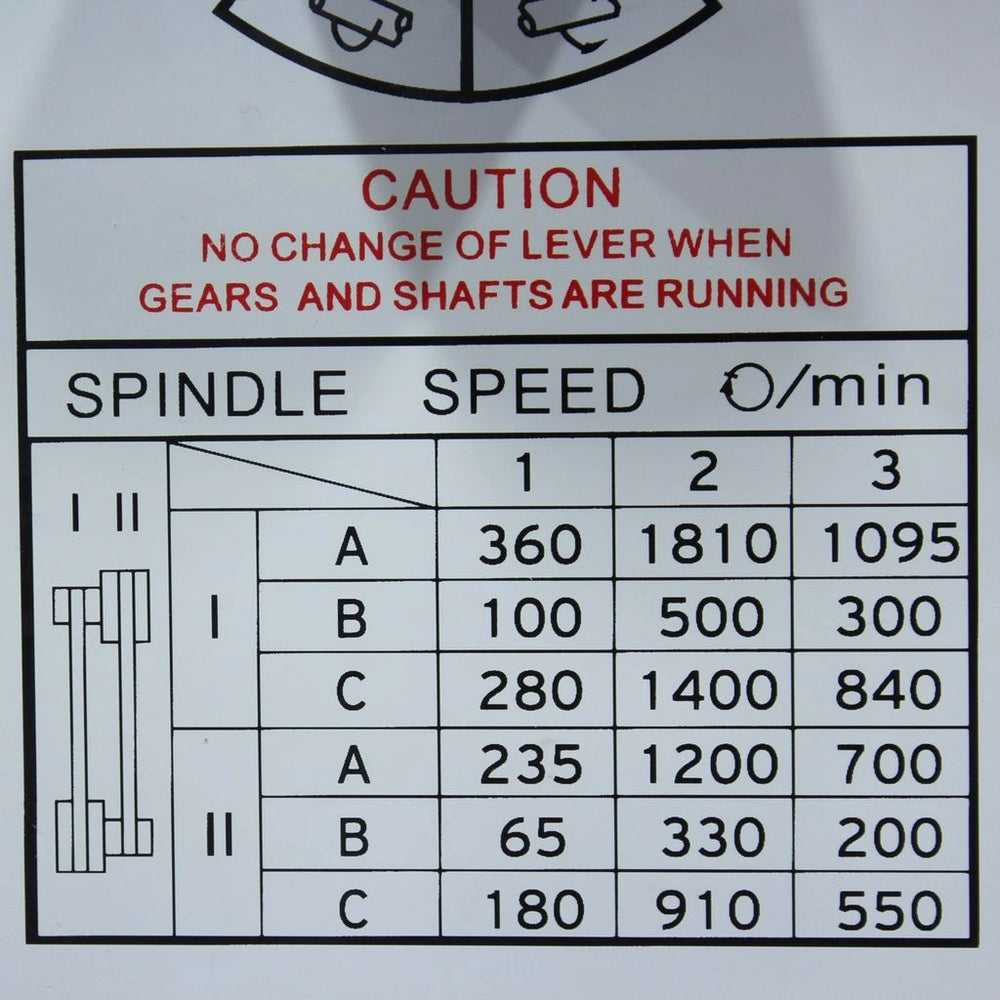 CAUTION
NO CHANGE OF LEVER WHEN
GEARS AND SHAFTS ARE RUNNING
SPINDLE SPEED /min
I II
1 2 3
I
A 360 1810 1095
B 100 500 300
C 280 1400 840
II
A 235 1200 700
B 65 330 200
C 180 910 550